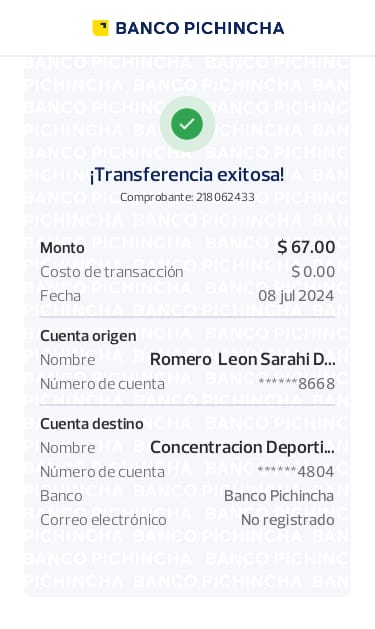 BANCO PICHINCHA
¡Transferencia exitosa!
Comprobante: 218062433
Monto $ 67.00
Costo de transacción $ 0.00
Fecha 08 jul 2024
Cuenta origen
Nombre Romero Leon Sarahi D...
Número de cuenta ******8668
Cuenta destino
Nombre Concentracion Deporti...
Número de cuenta ******4804
Banco Banco Pichincha
Correo electrónico No registrado